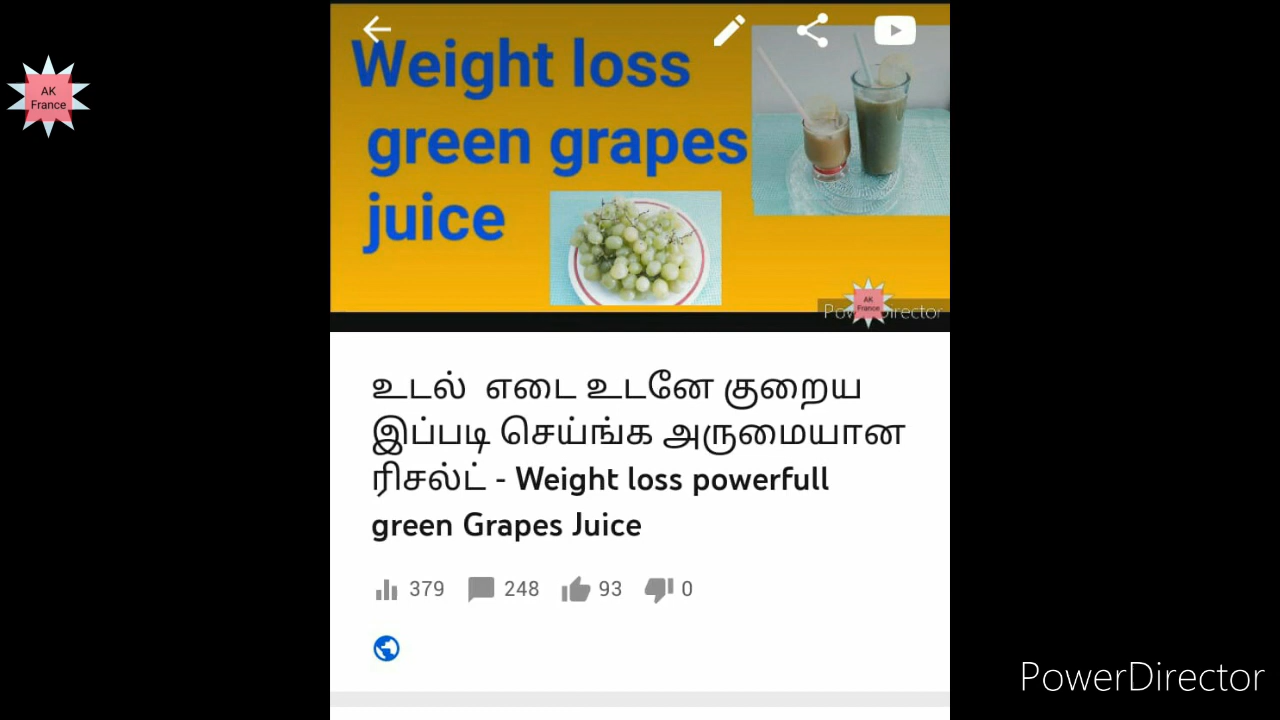 AK
France
Weight loss
green grapes
juice
AK
France
உடல் எடை உடனே குறைய
இப்படி செய்ங்க அருமையான
ரிசல்ட் - Weight loss powerfull
green Grapes Juice
379 248 93 0
PowerDirector